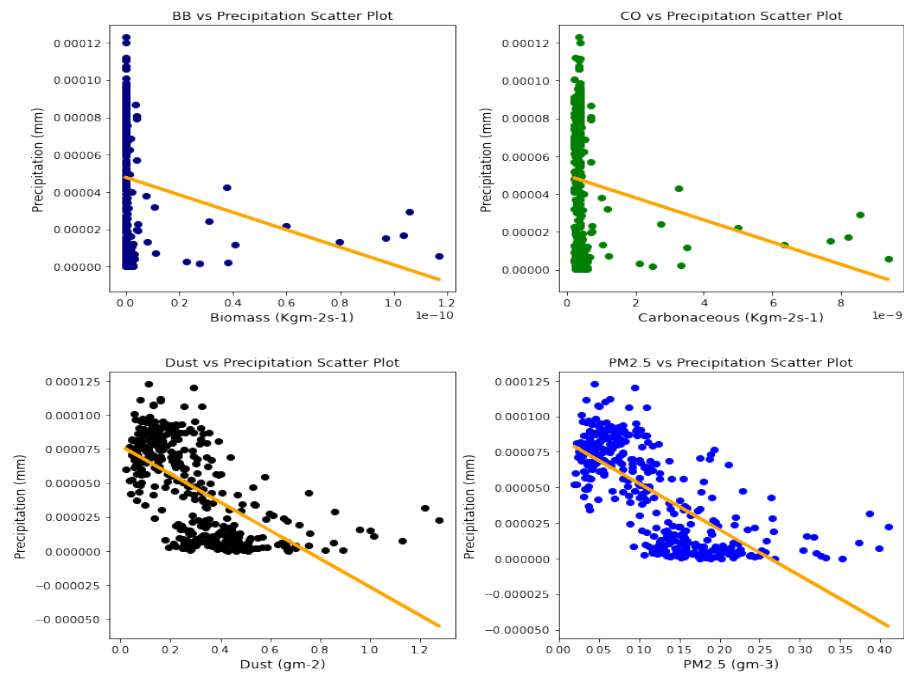 BB vs Precipitation Scatter Plot
Precipitation (mm)
0.00012
0.00010
0.00008
0.00006
0.00004
0.00002
0.00000
0.0 0.2 0.4 0.6 0.8 1.0 1.2
1e−10
Biomass (Kgm-2s-1)
CO vs Precipitation Scatter Plot
Precipitation (mm)
0.00012
0.00010
0.00008
0.00006
0.00004
0.00002
0.00000
0 2 4 6 8
1e−9
Carbonaceous (Kgm-2s-1)
Dust vs Precipitation Scatter Plot
Precipitation (mm)
0.000125
0.000100
0.000075
0.000050
0.000025
0.000000
−0.000025
−0.000050
0.0 0.2 0.4 0.6 0.8 1.0 1.2
Dust (gm-2)
PM2.5 vs Precipitation Scatter Plot
Precipitation (mm)
0.000125
0.000100
0.000075
0.000050
0.000025
0.000000
−0.000025
−0.000050
0.00 0.05 0.10 0.15 0.20 0.25 0.30 0.35 0.40
PM2.5 (gm-3)